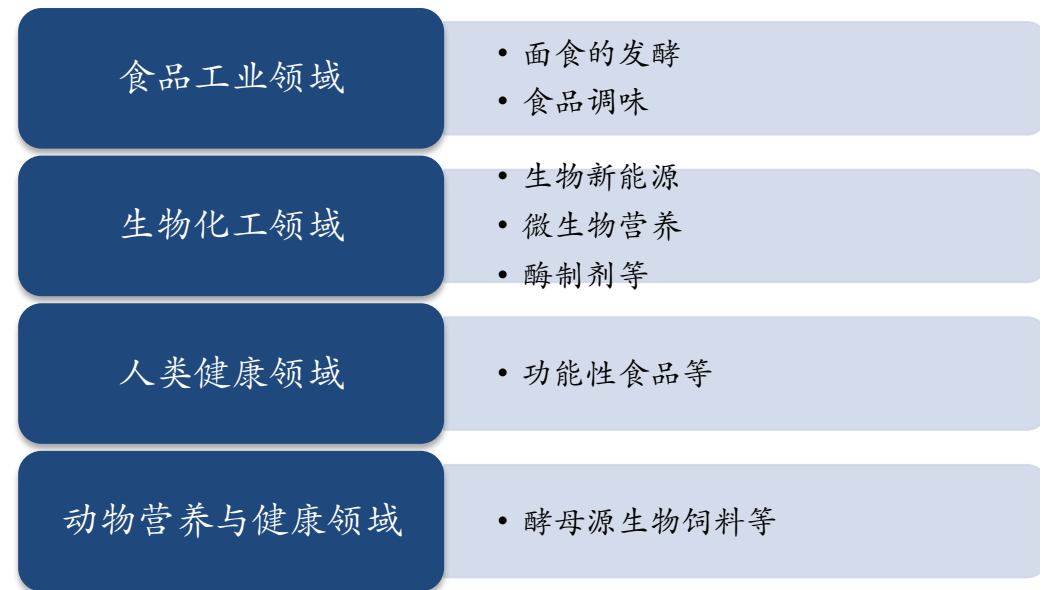 食品工业领域
• 面食的发酵
• 食品调味
生物化工领域
• 生物新能源
• 微生物营养
• 酶制剂等
人类健康领域
• 功能性食品等
动物营养与健康领域
• 酵母源生物饲料等